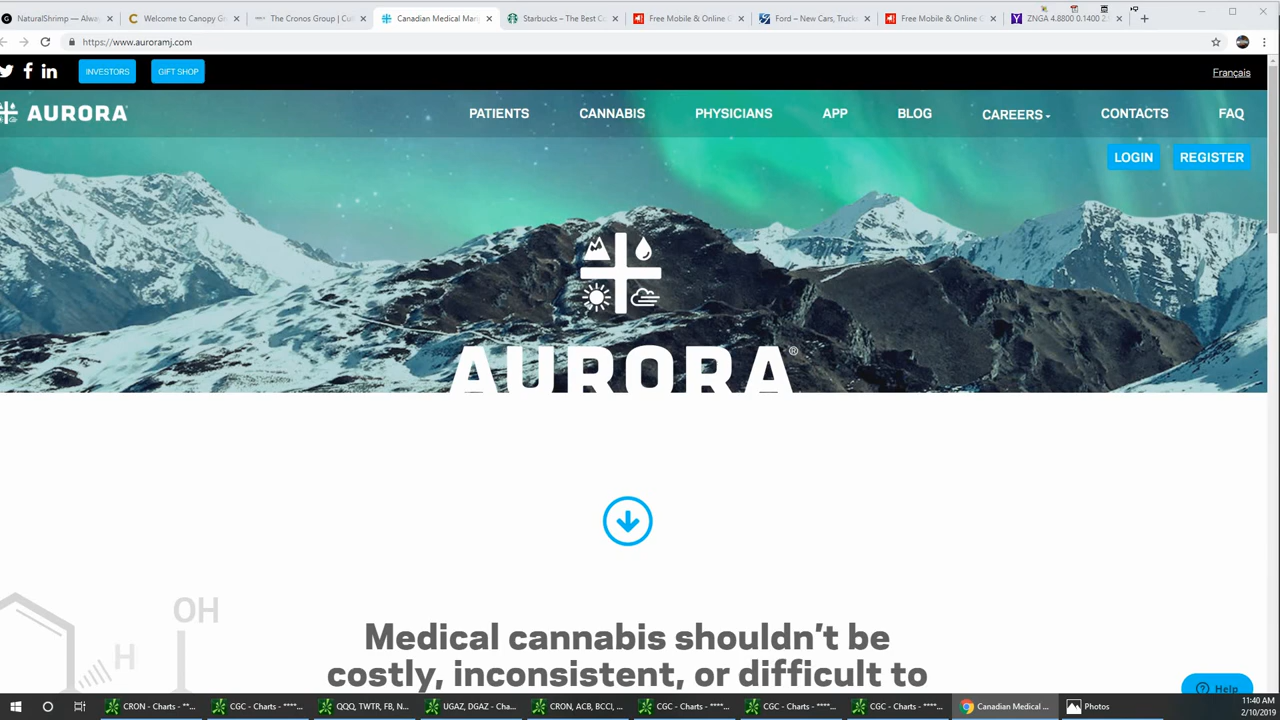 NaturalShrimp – Alwa
Welcome to Canopy G
The Cronos Group | Cu
Canadian Medical Mari
Starbucks – The Best C
Free Mobile & Online G
Ford – New Cars, Truck
Free Mobile & Online G
ZNGA 4.8800 0.1400 2
https://www.auroramj.com
INVESTORS
GIFT SHOP
Français
AURORA
PATIENTS
CANNABIS
PHYSICIANS
APP
BLOG
CAREERS
CONTACTS
FAQ
LOGIN
REGISTER
AURORA®
OH
H
Medical cannabis shouldn't be
costly, inconsistent, or difficult to
Help
CRON - Charts - "...
CGC - Charts - ""...
QQQ, TWTR, FB, N...
UGAZ, DGAZ - Cha...
CRON, ACB, BCCI, ...
CGC - Charts - ""...
CGC - Charts - ""...
CGC - Charts - ""...
Canadian Medical ...
Photos
11:40 AM
2/10/2019